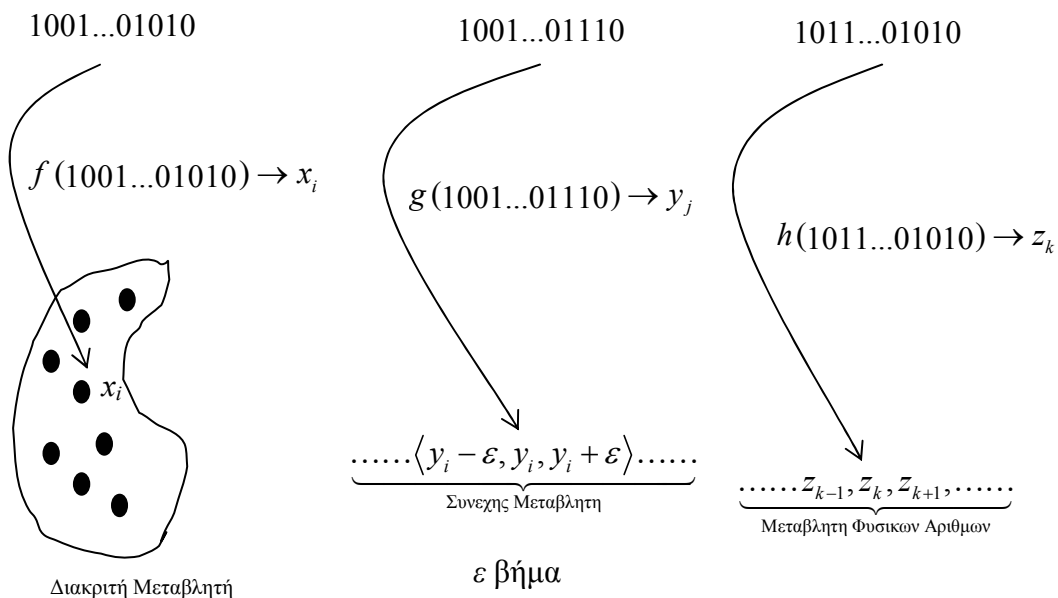 1001...01010
1001...01110
1011...01010
f(1001...01010) → x_i
g(1001...01110) → y_j
h(1011...01010) → z_k
x_i
......⟨y_i − ε, y_i, y_i + ε⟩......
Συνεχης Μεταβλητη
......z_{k−1}, z_k, z_{k+1}, ......
Μεταβλητη Φυσικων Αριθμων
ε βήμα
Διακριτή Μεταβλητή